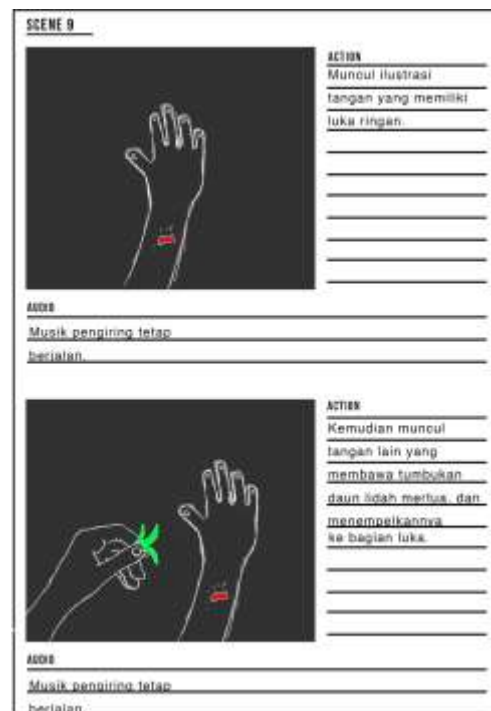 SCENE 9
ACTION
Muncul ilustrasi
tangan yang memiliki
luka ringan.
AUDIO
Musik pengiring tetap
berjalan.
ACTION
Kemudian muncul
tangan lain yang
membawa tumbukan
daun lidah mertua, dan
menempelkannya
ke bagian luka.
AUDIO
Musik pengiring tetap
berjalan.